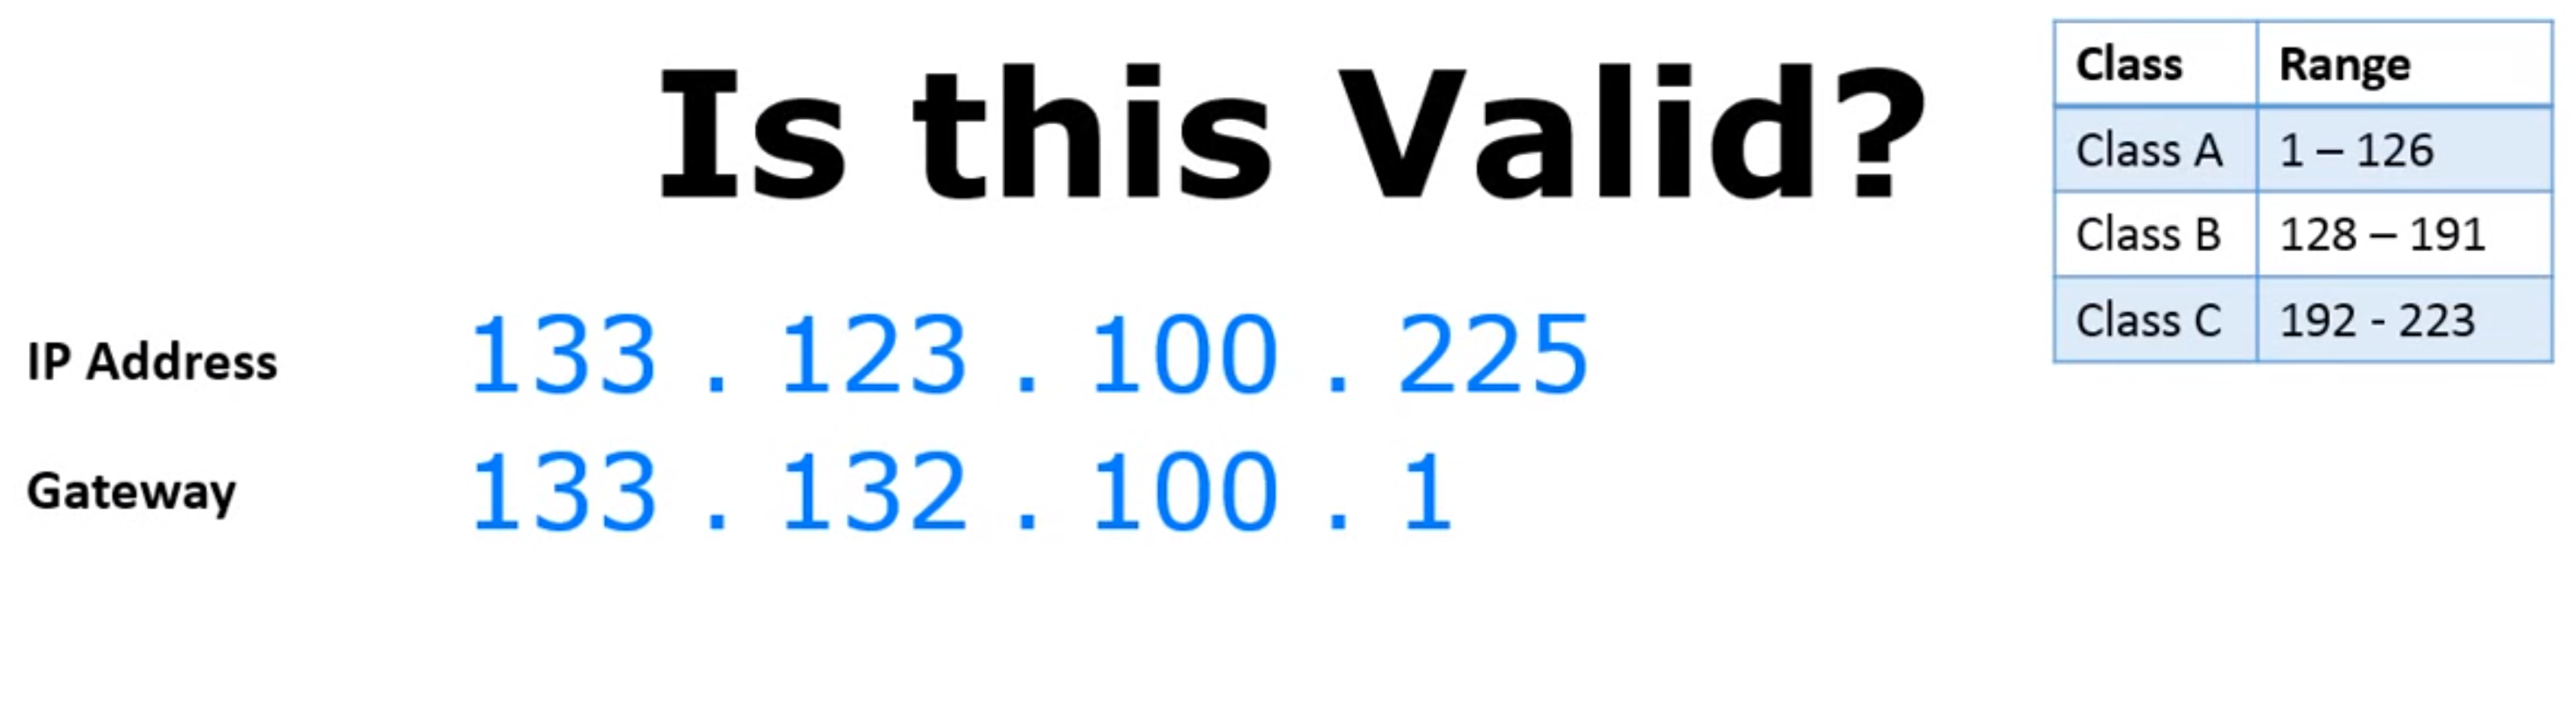 Is this Valid?
Class Range
Class A 1 – 126
Class B 128 – 191
Class C 192 - 223
IP Address 133 . 123 . 100 . 225
Gateway 133 . 132 . 100 . 1